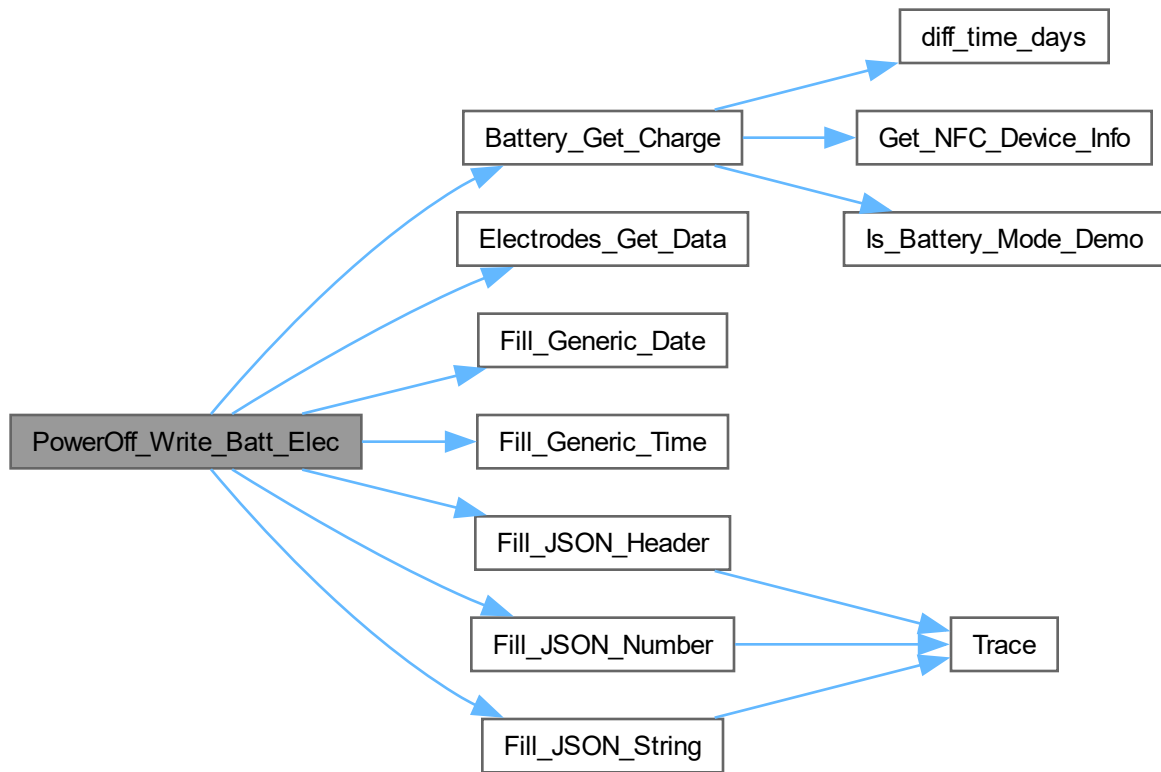 diff_time_days
Battery_Get_Charge
Get_NFC_Device_Info
Electrodes_Get_Data
Is_Battery_Mode_Demo
Fill_Generic_Date
PowerOff_Write_Batt_Elec
Fill_Generic_Time
Fill_JSON_Header
Fill_JSON_Number
Trace
Fill_JSON_String